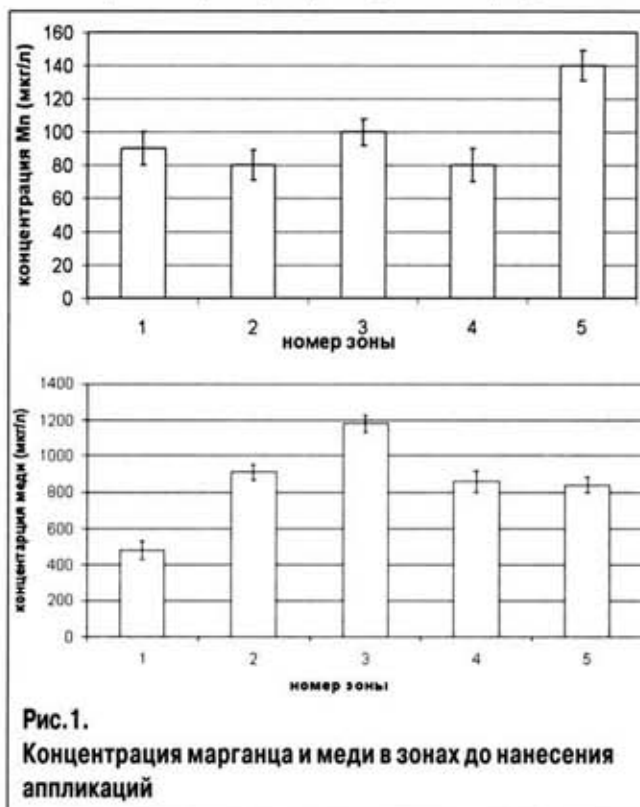 концентрация Mn (мкг/л)
160
140
120
100
80
60
40
20
0
1 2 3 4 5
номер зоны
концентарция меди (мкг/л)
1400
1200
1000
800
600
400
200
0
1 2 3 4 5
номер зоны
Рис.1.
Концентрация марганца и меди в зонах до нанесения
аппликаций